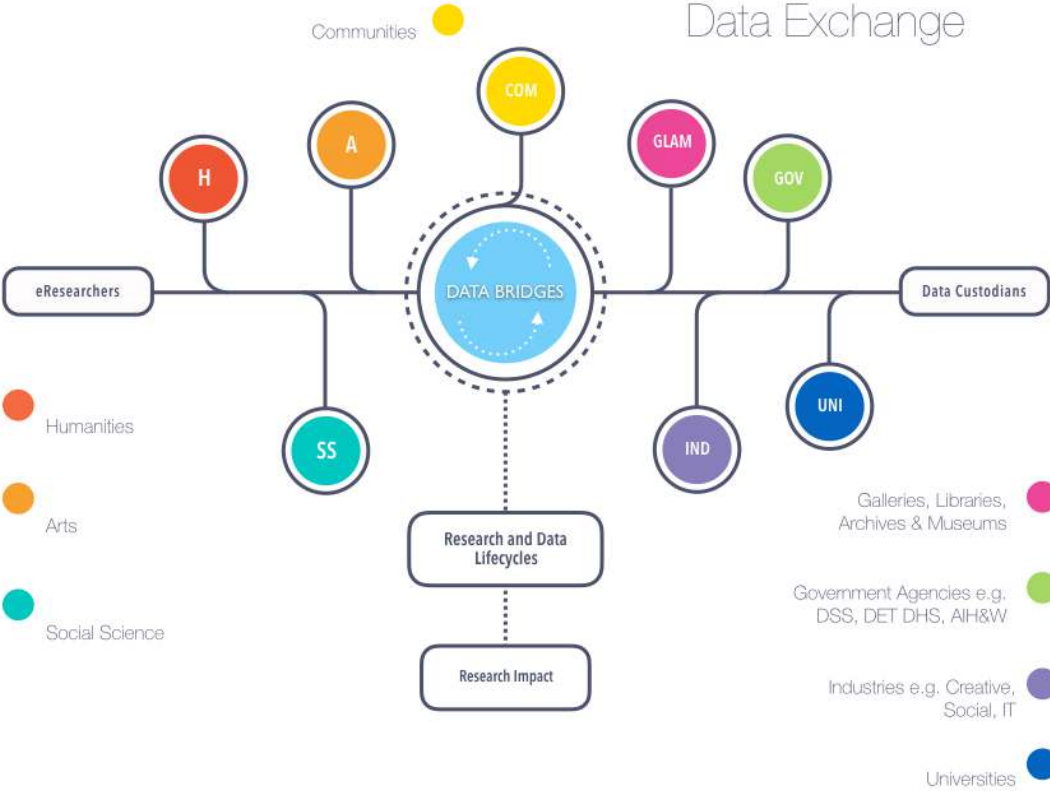 Data Exchange
Communities
COM
A
GLAM
H
GOV
eResearchers
DATA BRIDGES
Data Custodians
SS
IND
UNI
Humanities
Arts
Social Science
Research and Data
Lifecycles
Research Impact
Galleries, Libraries,
Archives & Museums
Government Agencies e.g.
DSS, DET DHS, AIH&W
Industries e.g. Creative,
Social, IT
Universities